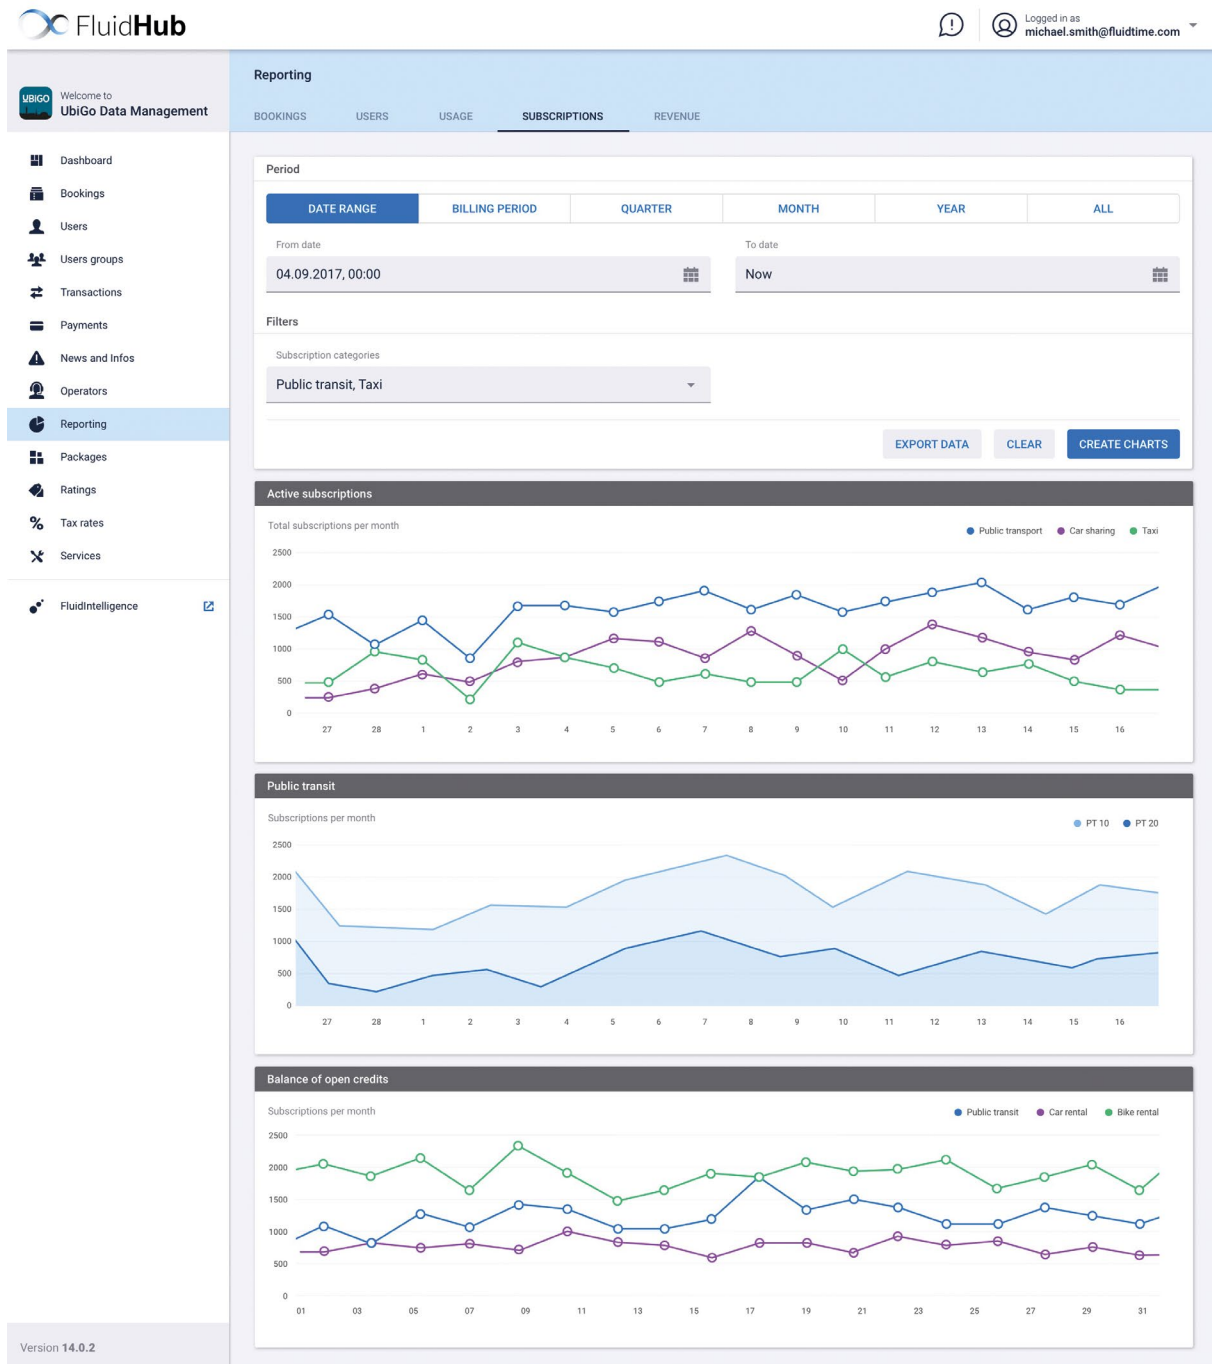 FluidHub
Logged in as
michael.smith@fluidtime.com
UBIGO
Welcome to
UbiGo Data Management
Dashboard
Bookings
Users
Users groups
Transactions
Payments
News and Infos
Operators
Reporting
Packages
Ratings
Tax rates
Services
FluidIntelligence
Version 14.0.2
Reporting
BOOKINGS USERS USAGE SUBSCRIPTIONS REVENUE
Period
DATE RANGE BILLING PERIOD QUARTER MONTH YEAR ALL
From date To date
04.09.2017, 00:00 Now
Filters
Subscription categories
Public transit, Taxi
EXPORT DATA CLEAR CREATE CHARTS
Active subscriptions
Total subscriptions per month
Public transport Car sharing Taxi
2500
2000
1500
1000
500
0
27 28 1 2 3 4 5 6 7 8 9 10 11 12 13 14 15 16
Public transit
Subscriptions per month
PT 10 PT 20
2500
2000
1500
1000
500
0
27 28 1 2 3 4 5 6 7 8 9 10 11 12 13 14 15 16
Balance of open credits
Subscriptions per month
Public transit Car rental Bike rental
2500
2000
1500
1000
500
0
01 03 05 07 09 11 13 15 17 19 21 23 25 27 29 31